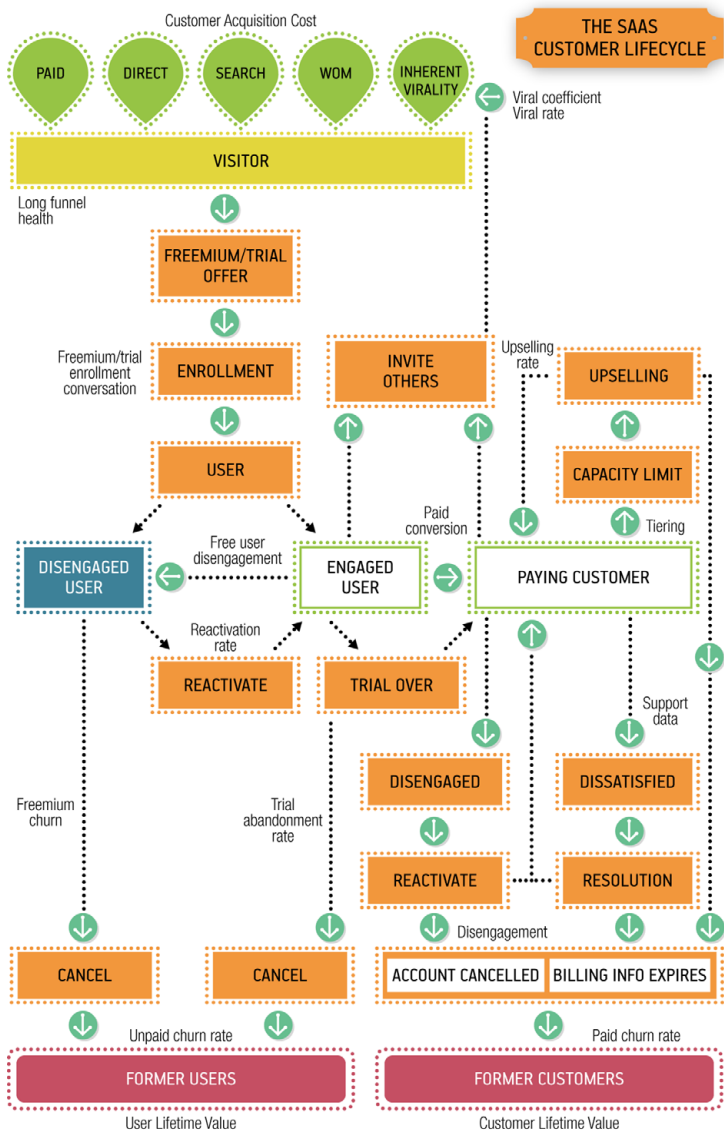 Customer Acquisition Cost
THE SAAS
CUSTOMER LIFECYCLE
PAID
DIRECT
SEARCH
WOM
INHERENT
VIRALITY
Viral coefficient
Viral rate
VISITOR
Long funnel
health
FREEMIUM/TRIAL
OFFER
Freemium/trial
enrollment
conversation
ENROLLMENT
INVITE
OTHERS
Upselling
rate
UPSELLING
USER
CAPACITY LIMIT
Paid
conversion
Tiering
DISENGAGED
USER
Free user
disengagement
ENGAGED
USER
PAYING CUSTOMER
Reactivation
rate
REACTIVATE
TRIAL OVER
Support
data
DISENGAGED
DISSATISFIED
Freemium
churn
Trial
abandonment
rate
REACTIVATE
RESOLUTION
Disengagement
CANCEL
CANCEL
ACCOUNT CANCELLED
BILLING INFO EXPIRES
Unpaid churn rate
Paid churn rate
FORMER USERS
FORMER CUSTOMERS
User Lifetime Value
Customer Lifetime Value